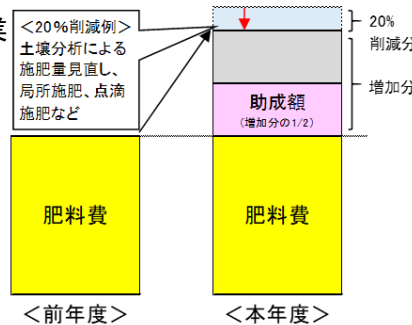 業
<20%削減例>
土壌分析による
施肥量見直し、
局所施肥、点滴
施肥など
20%
削減分
増加分
助成額
(増加分の1/2)
肥料費
肥料費
<前年度>
<本年度>